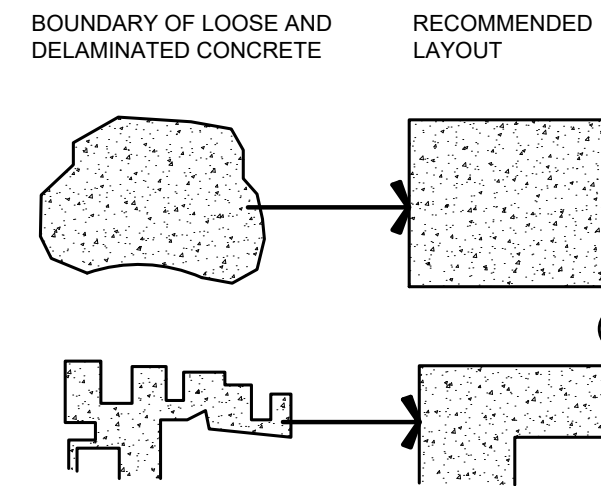 BOUNDARY OF LOOSE AND
DELAMINATED CONCRETE
RECOMMENDED
LAYOUT